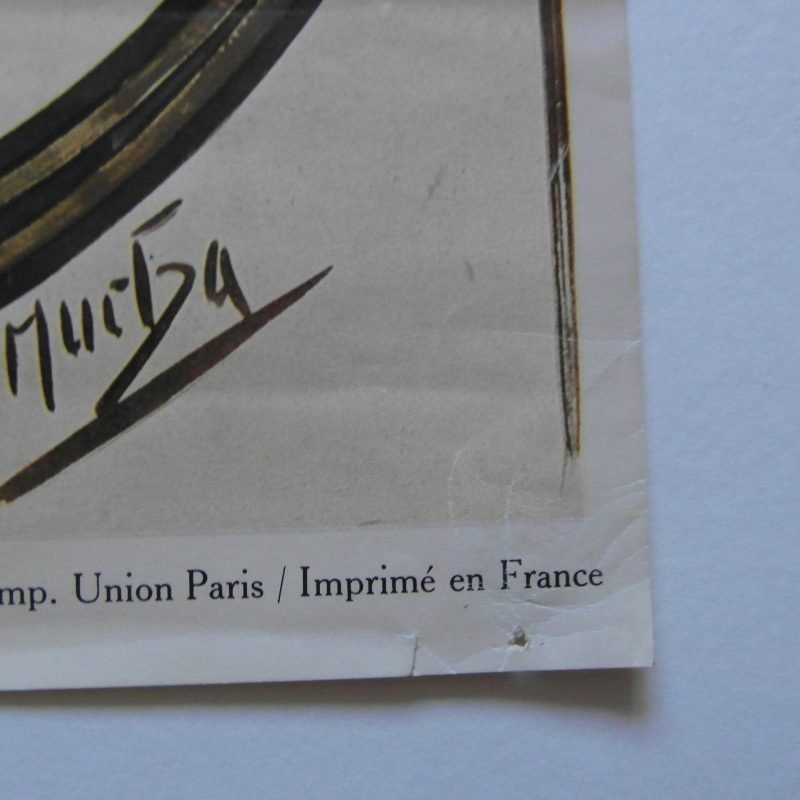 Mucha
mp. Union Paris / Imprimé en France